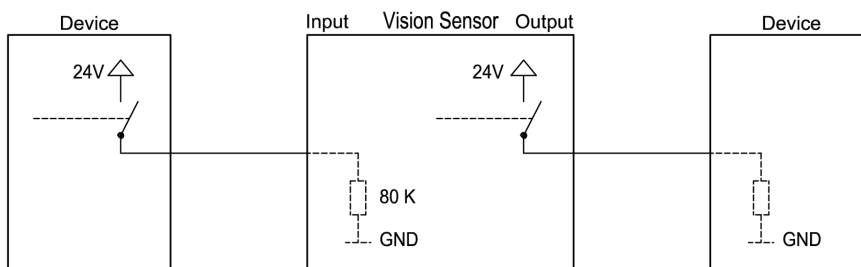 Device Input Vision Sensor Output Device
24V 24V
80 K
GND GND